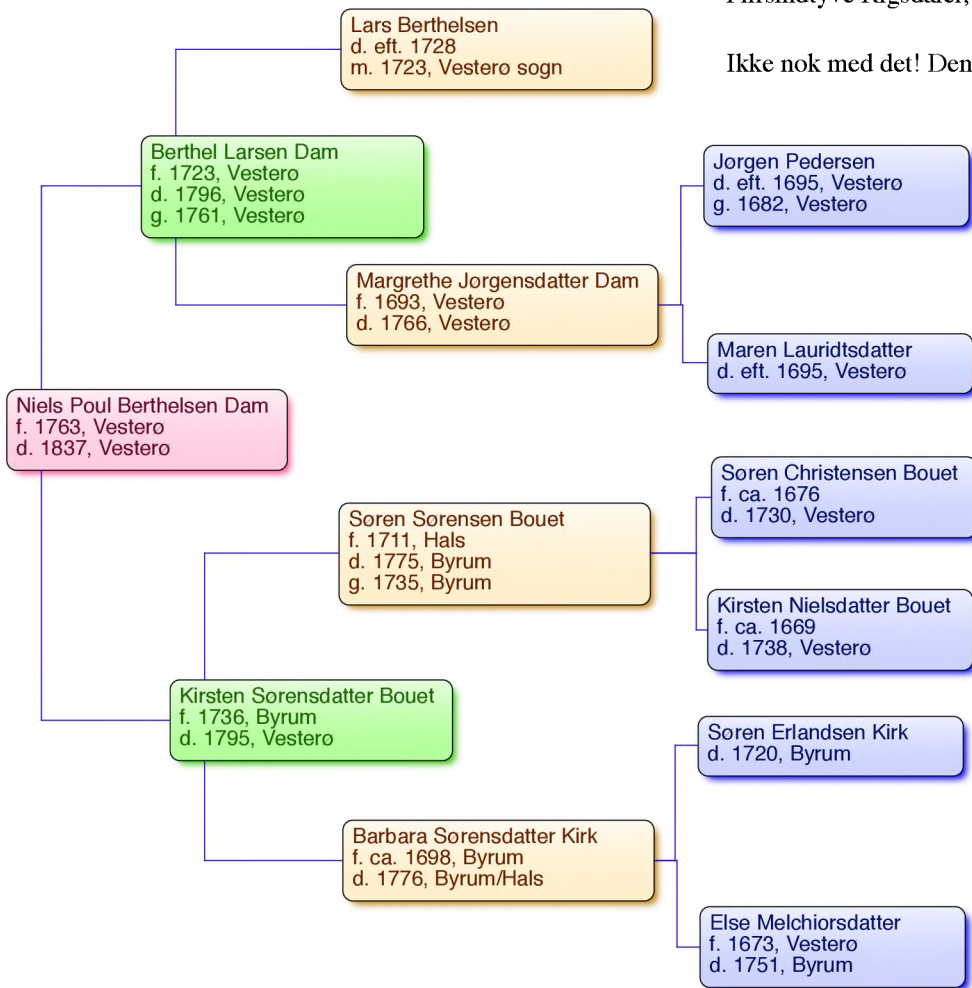 Rigsdaler,
Ikke nok med det! Den
Lars Berthelsen
d. eft. 1728
m. 1723, Vesterø sogn
Berthel Larsen Dam
f. 1723, Vesterø
d. 1796, Vesterø
g. 1761, Vesterø
Jørgen Pedersen
d. eft. 1695, Vesterø
g. 1682, Vesterø
Margrethe Jørgensdatter Dam
f. 1693, Vesterø
d. 1766, Vesterø
Maren Lauridtsdatter
d. eft. 1695, Vesterø
Niels Poul Berthelsen Dam
f. 1763, Vesterø
d. 1837, Vesterø
Søren Christensen Bouet
f. ca. 1676
d. 1730, Vesterø
Søren Sørensen Bouet
f. 1711, Hals
d. 1775, Byrum
g. 1735, Byrum
Kirsten Nielsdatter Bouet
f. ca. 1669
d. 1738, Vesterø
Kirsten Sørensdatter Bouet
f. 1736, Byrum
d. 1795, Vesterø
Søren Erlandsen Kirk
d. 1720, Byrum
Barbara Sørensdatter Kirk
f. ca. 1698, Byrum
d. 1776, Byrum/Hals
Else Melchiorsdatter
f. 1673, Vesterø
d. 1751, Byrum